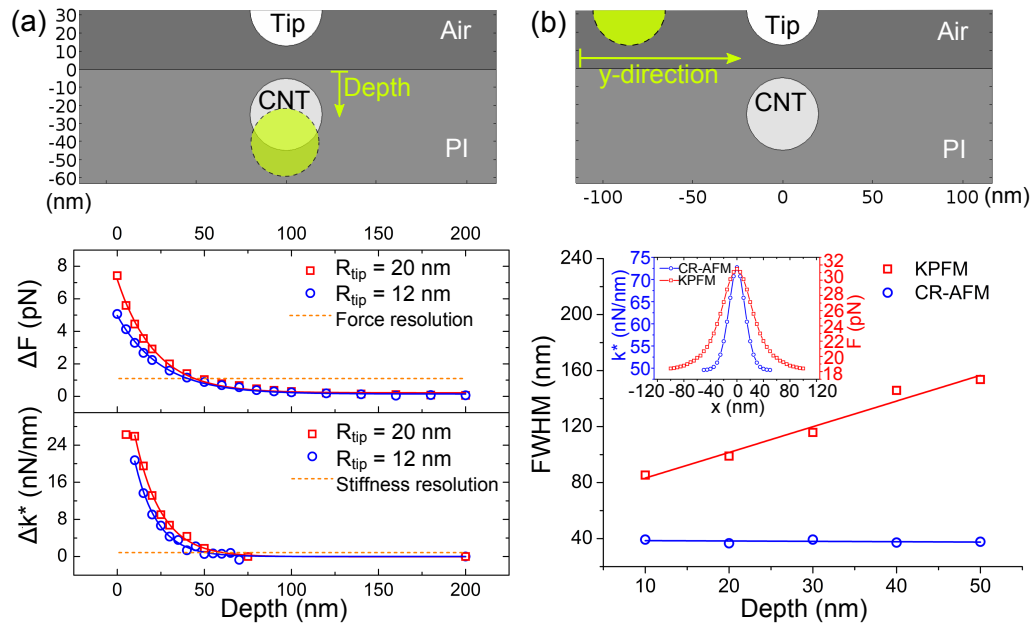 (a)
30
20
10
0
-10
-20
-30
-40
-50
-60
(nm)
Tip
Air
Depth
CNT
PI
(b)
Tip
Air
y-direction
CNT
PI
-100
-50
0
50
100
(nm)
0
50
100
150
200
8
6
4
2
0
ΔF (pN)
R_tip = 20 nm
R_tip = 12 nm
Force resolution
24
16
8
0
Δk* (nN/nm)
R_tip = 20 nm
R_tip = 12 nm
Stiffness resolution
0
25
50
75
100
125
150
175
200
Depth (nm)
240
200
160
120
80
40
FWHM (nm)
KPFM
CR-AFM
75
70
65
60
55
50
k* (nN/nm)
CR-AFM
KPFM
32
30
28
26
24
22
20
18
F (pN)
-120
-80
-40
0
40
80
120
x (nm)
10
20
30
40
50
Depth (nm)